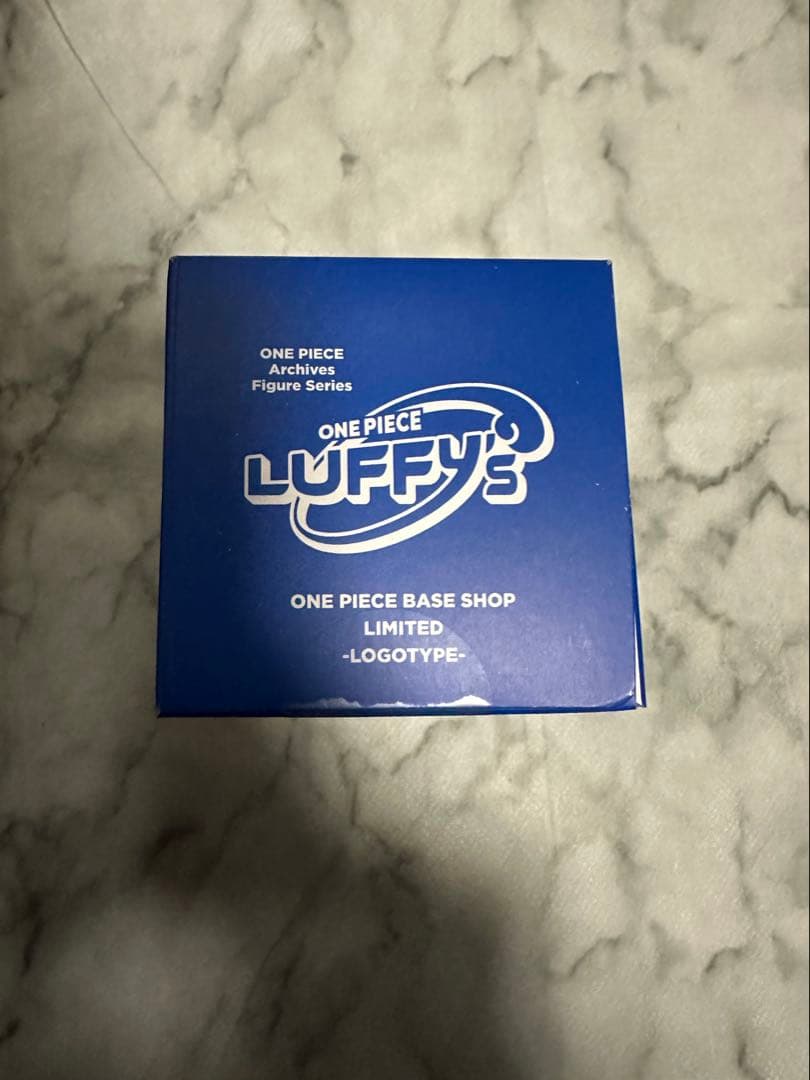 ONE PIECE
Archives
Figure Series
ONE PIECE
LUFFY's
ONE PIECE BASE SHOP
LIMITED
-LOGOTYPE-